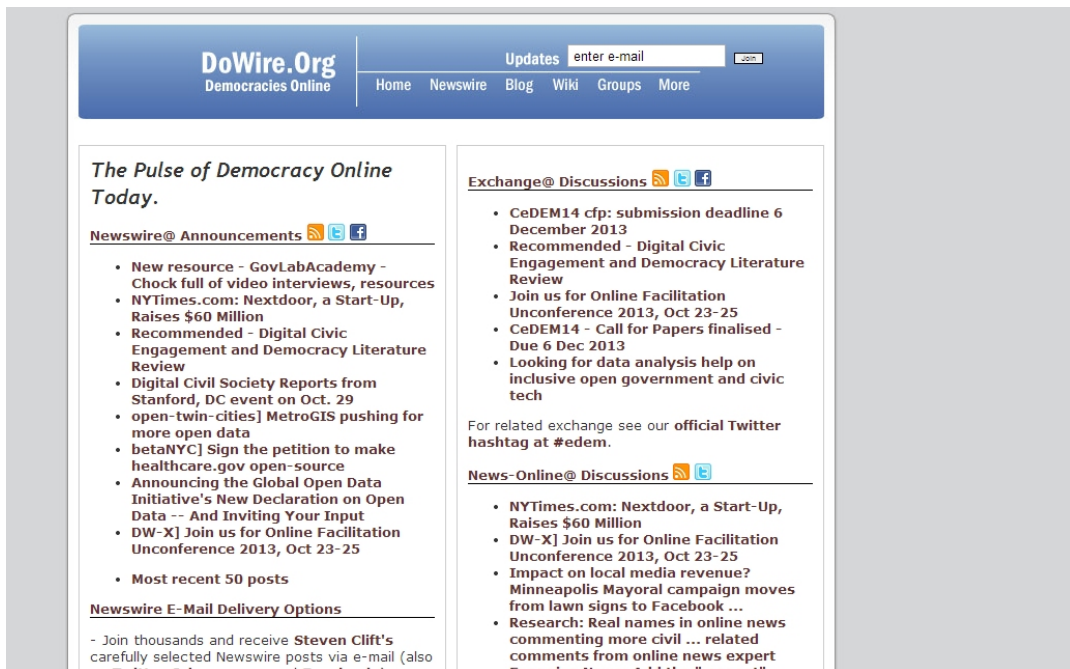 DoWire.Org
Democracies Online
Updates enter e-mail Join
Home Newswire Blog Wiki Groups More
The Pulse of Democracy Online
Today.
Newswire@ Announcements
New resource - GovLabAcademy -
Chock full of video interviews, resources
NYTimes.com: Nextdoor, a Start-Up,
Raises $60 Million
Recommended - Digital Civic
Engagement and Democracy Literature
Review
Digital Civil Society Reports from
Stanford, DC event on Oct. 29
open-twin-cities] MetroGIS pushing for
more open data
betaNYC] Sign the petition to make
healthcare.gov open-source
Announcing the Global Open Data
Initiative's New Declaration on Open
Data -- And Inviting Your Input
DW-X] Join us for Online Facilitation
Unconference 2013, Oct 23-25
Most recent 50 posts
Newswire E-Mail Delivery Options
- Join thousands and receive Steven Clift's
carefully selected Newswire posts via e-mail (also
Exchange@ Discussions
CeDEM14 cfp: submission deadline 6
December 2013
Recommended - Digital Civic
Engagement and Democracy Literature
Review
Join us for Online Facilitation
Unconference 2013, Oct 23-25
CeDEM14 - Call for Papers finalised -
Due 6 Dec 2013
Looking for data analysis help on
inclusive open government and civic
tech
For related exchange see our official Twitter
hashtag at #edem.
News-Online@ Discussions
NYTimes.com: Nextdoor, a Start-Up,
Raises $60 Million
DW-X] Join us for Online Facilitation
Unconference 2013, Oct 23-25
Impact on local media revenue?
Minneapolis Mayoral campaign moves
from lawn signs to Facebook ...
Research: Real names in online news
commenting more civil ... related
comments from online news expert